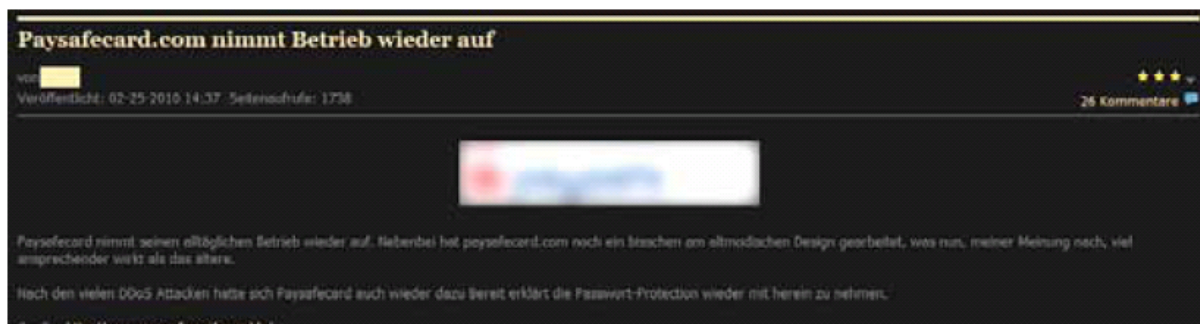 Paysafecard.com nimmt Betrieb wieder auf
von
Veröffentlicht: 02-25-2010 14:37 Seitenaufrufe: 1738
26 Kommentare
Paysafecard nimmt seinen alltäglichen Betrieb wieder auf. Nebenbei hat paysafecard.com noch ein bisschen am altmodischen Design gearbeitet, was nun, meiner Meinung nach, viel
ansprechender wirkt als das ältere.
Nach den vielen DDoS Attacken hatte sich Paysafecard auch wieder dazu Bereit erklärt die Passwort-Protection wieder mit herein zu nehmen.